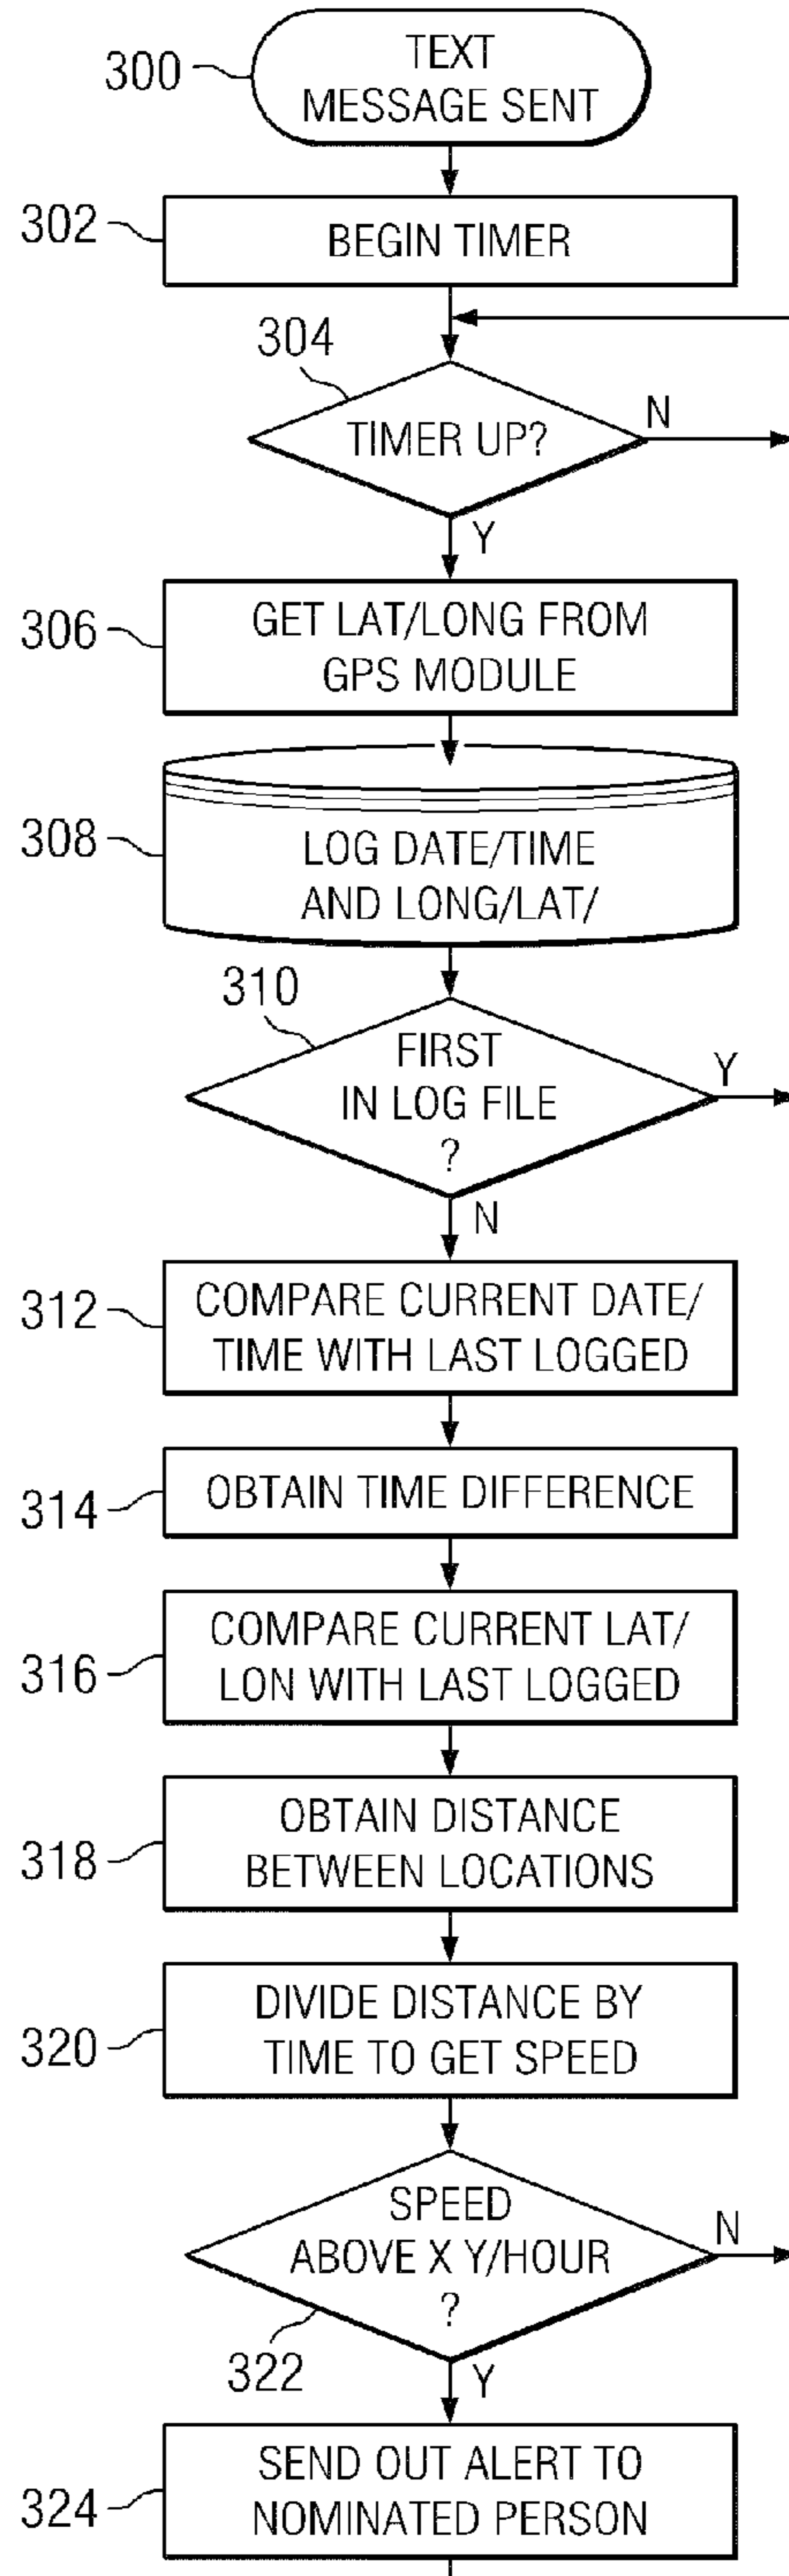 300
TEXT
MESSAGE SENT
302
BEGIN TIMER
304
TIMER UP?
N
Y
306
GET LAT/LONG FROM
GPS MODULE
308
LOG DATE/TIME
AND LONG/LAT/
310
FIRST
IN LOG FILE
?
Y
N
312
COMPARE CURRENT DATE/
TIME WITH LAST LOGGED
314
OBTAIN TIME DIFFERENCE
316
COMPARE CURRENT LAT/
LON WITH LAST LOGGED
318
OBTAIN DISTANCE
BETWEEN LOCATIONS
320
DIVIDE DISTANCE BY
TIME TO GET SPEED
SPEED
ABOVE X Y/HOUR
?
N
322
Y
324
SEND OUT ALERT TO
NOMINATED PERSON